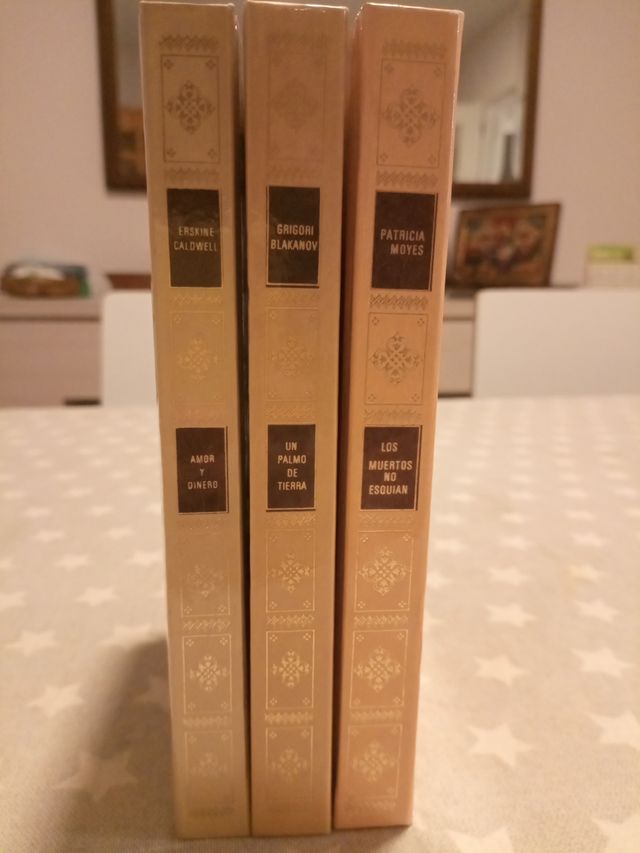 ERSKINE
CALDWELL
AMOR
Y
DINERO
GRIGORI
BLAKANOV
UN
PALMO
DE
TIERRA
PATRICIA
MOYES
LOS
MUERTOS
NO
ESQUIAN